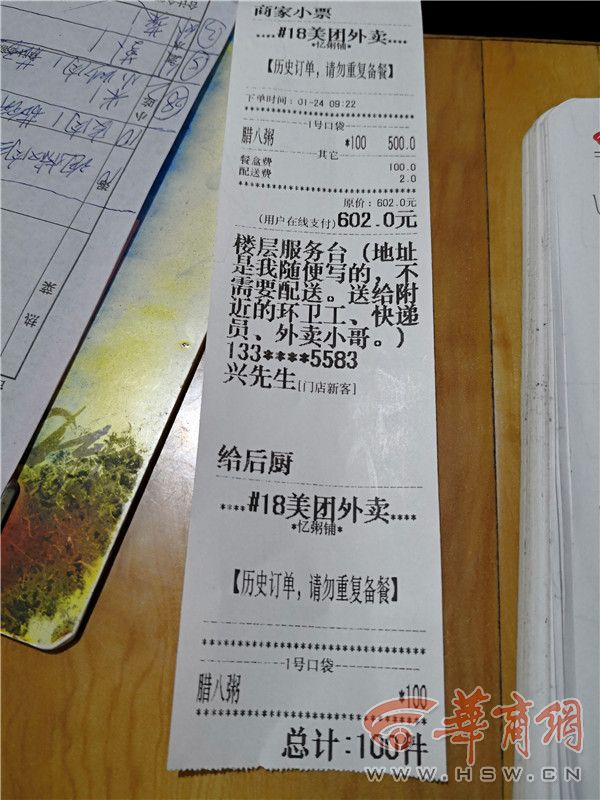 商家小票
....#18美团外卖....
*忆粥铺*
【历史订单，请勿重复备餐】
下单时间：01-24 09:22
1号口袋
腊八粥 *100 500.0
其它
餐盒费 100.0
配送费 2.0
原价：602.0元
(用户在线支付)602.0元
楼层服务台（地址
是我随便写的，不
需要配送。送给附
近的环卫工、快递
员、外卖小哥。）
133****5583
兴先生[门店新客]
给后厨
....#18美团外卖....
*忆粥铺*
【历史订单，请勿重复备餐】
1号口袋
腊八粥 *100
总计：100件
華商網
WWW.HSW.CN